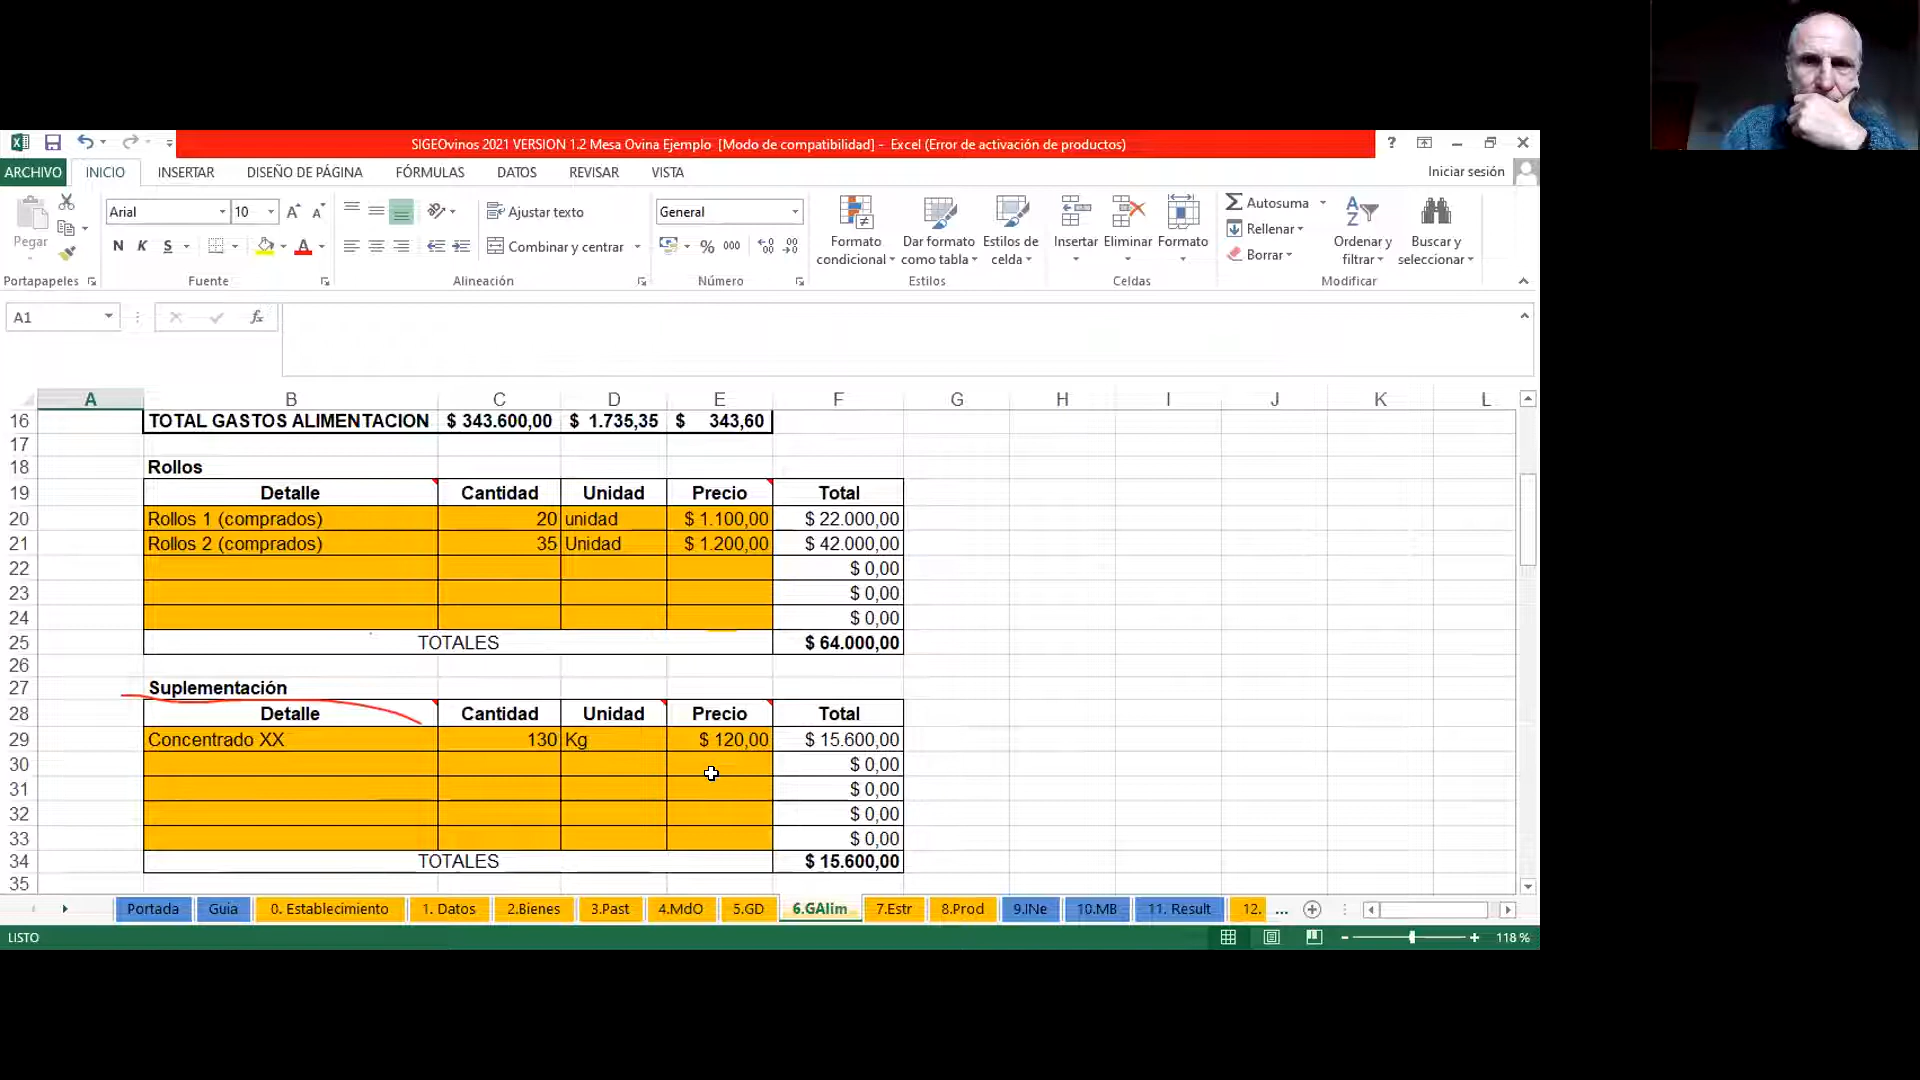 SIGEOvinos 2021 VERSION 1.2 Mesa Ovina Ejemplo [Modo de compatibilidad] - Excel (Error de activación de productos)
ARCHIVO INICIO INSERTAR DISEÑO DE PÁGINA FÓRMULAS DATOS REVISAR VISTA Iniciar sesión
Arial 10 Ajustar texto General Autosuma
Pegar N K S Combinar y centrar % 000 Formato condicional Dar formato como tabla Estilos de celda Insertar Eliminar Formato Rellenar Borrar Ordenar y filtrar Buscar y seleccionar
Portapapeles Fuente Alineación Número Estilos Celdas Modificar
A1 fx
A B C D E F G H I J K L
16 TOTAL GASTOS ALIMENTACION $ 343.600,00 $ 1.735,35 $ 343,60
17
18 Rollos
19 Detalle Cantidad Unidad Precio Total
20 Rollos 1 (comprados) 20 unidad $ 1.100,00 $ 22.000,00
21 Rollos 2 (comprados) 35 Unidad $ 1.200,00 $ 42.000,00
22 $ 0,00
23 $ 0,00
24 $ 0,00
25 TOTALES $ 64.000,00
26
27 Suplementación
28 Detalle Cantidad Unidad Precio Total
29 Concentrado XX 130 Kg $ 120,00 $ 15.600,00
30 $ 0,00
31 $ 0,00
32 $ 0,00
33 $ 0,00
34 TOTALES $ 15.600,00
35
Portada Guia 0. Establecimiento 1. Datos 2.Bienes 3.Past 4.MdO 5.GD 6.GAlim 7.Estr 8.Prod 9.INe 10.MB 11. Result 12. ...
LISTO 118 %